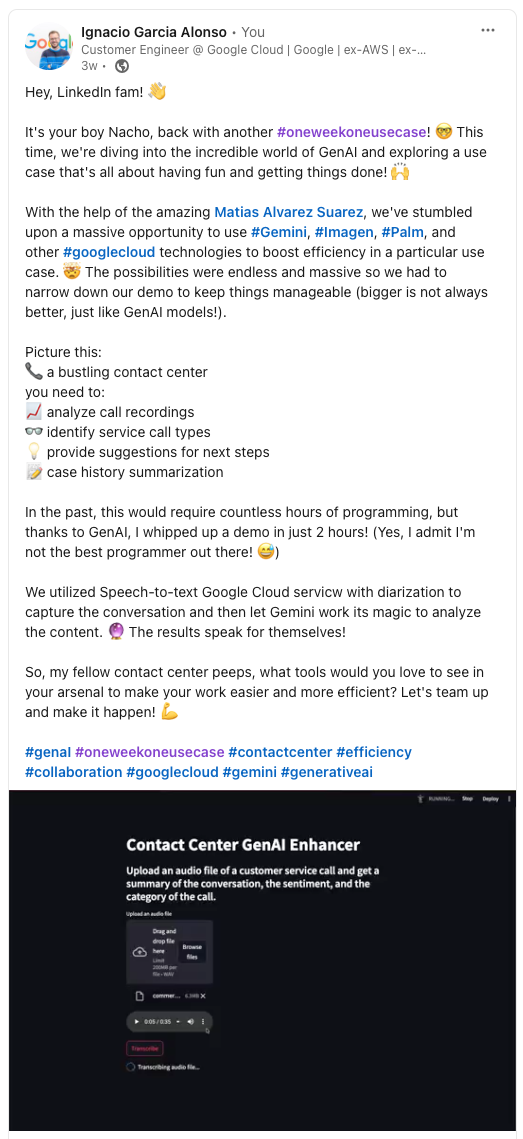 Ignacio Garcia Alonso • You
Customer Engineer @ Google Cloud | Google | ex-AWS | ex-...
3w •
Hey, LinkedIn fam! 👋
It's your boy Nacho, back with another #oneweekoneusecase! 🤓 This
time, we're diving into the incredible world of GenAI and exploring a use
case that's all about having fun and getting things done! 🙌
With the help of the amazing Matias Alvarez Suarez, we've stumbled
upon a massive opportunity to use #Gemini, #Imagen, #Palm, and
other #googlecloud technologies to boost efficiency in a particular use
case. 🤯 The possibilities were endless and massive so we had to
narrow down our demo to keep things manageable (bigger is not always
better, just like GenAI models!).
Picture this:
📞 a bustling contact center
you need to:
📈 analyze call recordings
👓 identify service call types
💡 provide suggestions for next steps
📝 case history summarization
In the past, this would require countless hours of programming, but
thanks to GenAI, I whipped up a demo in just 2 hours! (Yes, I admit I'm
not the best programmer out there! 😅)
We utilized Speech-to-text Google Cloud servicw with diarization to
capture the conversation and then let Gemini work its magic to analyze
the content. 🔮 The results speak for themselves!
So, my fellow contact center peeps, what tools would you love to see in
your arsenal to make your work easier and more efficient? Let's team up
and make it happen! 💪
#genAI #oneweekoneusecase #contactcenter #efficiency
#collaboration #googlecloud #gemini #generativeai
RUNNING... Stop Deploy
Contact Center GenAI Enhancer
Upload an audio file of a customer service call and get a
summary of the conversation, the sentiment, and the
category of the call.
Upload an audio file
Drag and
drop file
here
Limit
200MB per
file • WAV
Browse
files
commer... 6.3MB
0:05 / 0:35
Transcribe
Transcribing audio file...